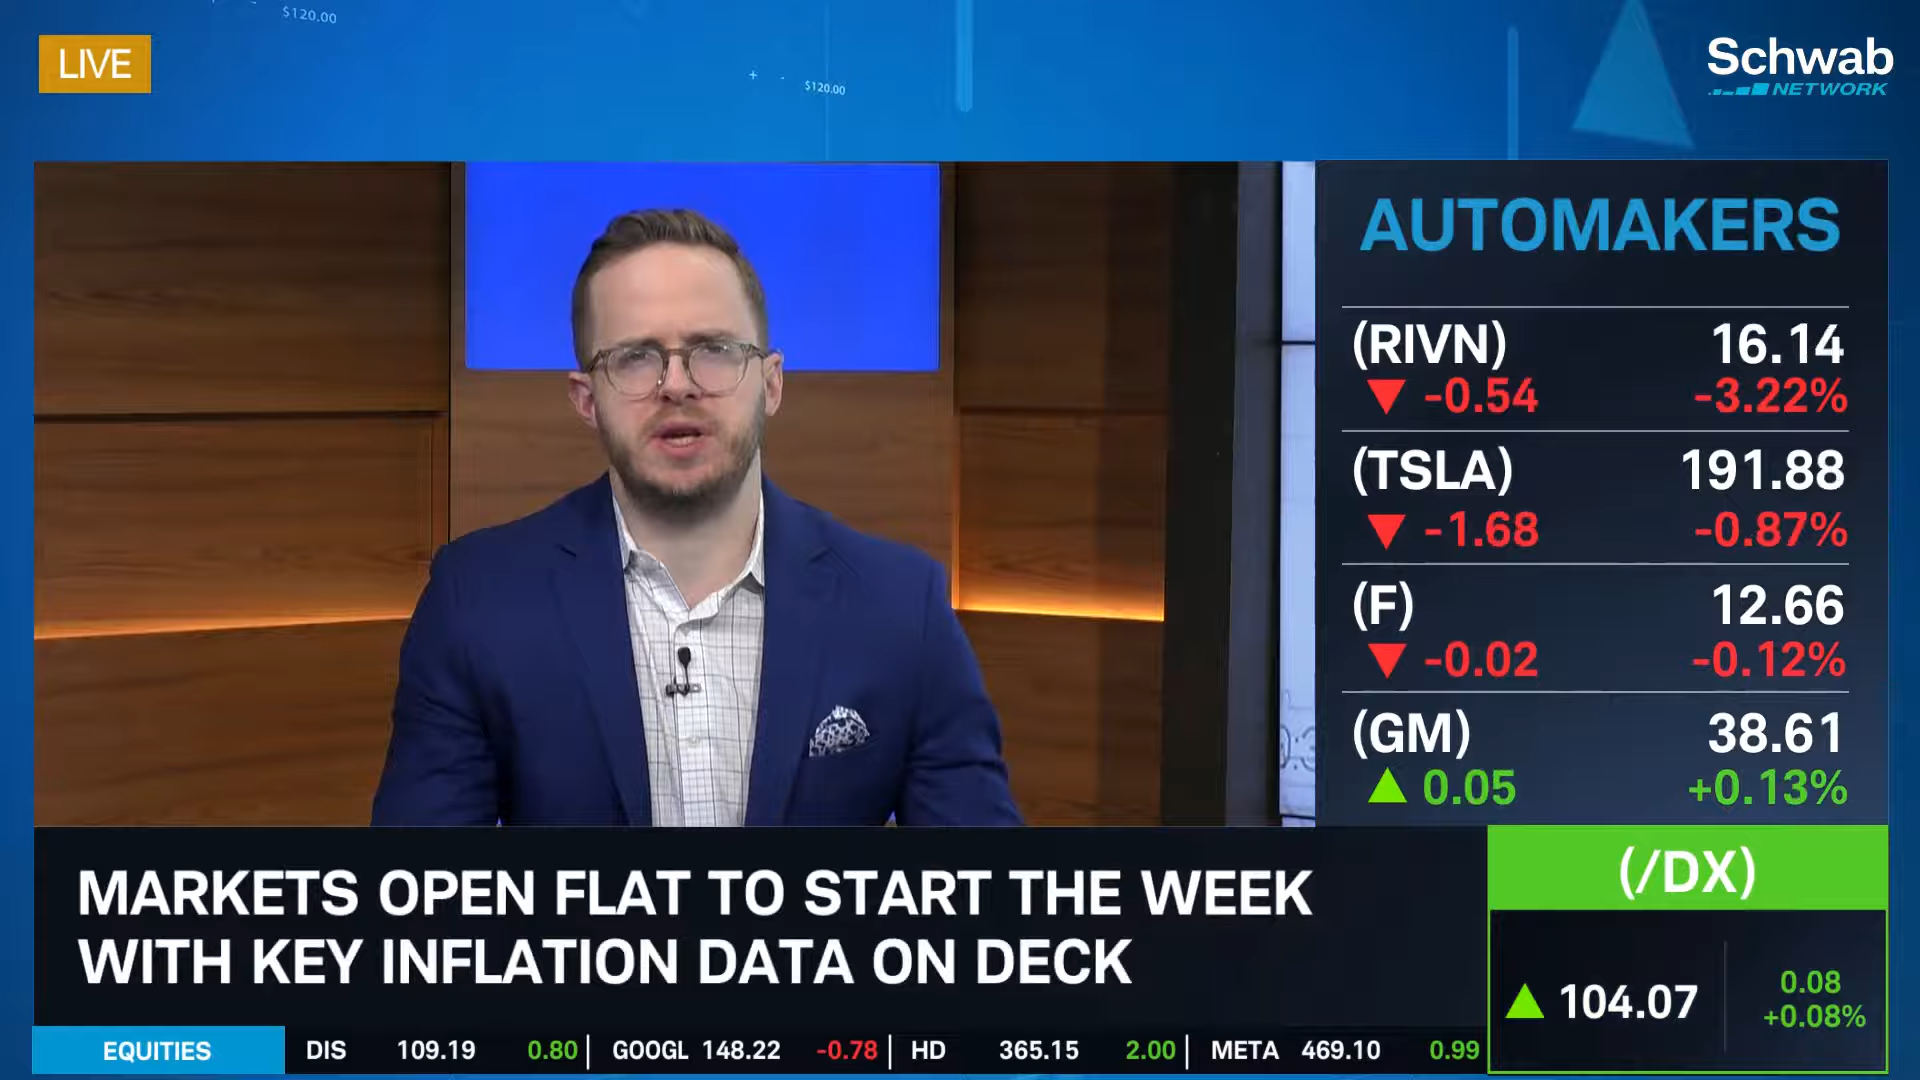 $120.00
$120.00
LIVE
Schwab
NETWORK
AUTOMAKERS
(RIVN) 16.14
▼ -0.54 -3.22%
(TSLA) 191.88
▼ -1.68 -0.87%
(F) 12.66
▼ -0.02 -0.12%
(GM) 38.61
▲ 0.05 +0.13%
MARKETS OPEN FLAT TO START THE WEEK
WITH KEY INFLATION DATA ON DECK
(/DX)
▲ 104.07
0.08
+0.08%
EQUITIES DIS 109.19 0.80 | GOOGL 148.22 -0.78 | HD 365.15 2.00 | META 469.10 0.99